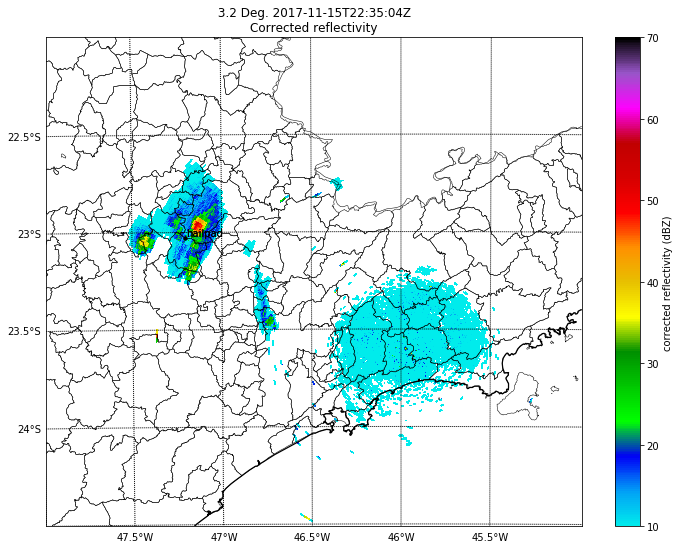 3.2 Deg. 2017-11-15T22:35:04Z
Corrected reflectivity
22.5°S
23°S
23.5°S
24°S
47.5°W
47°W
46.5°W
46°W
45.5°W
70
60
50
40
30
20
10
corrected reflectivity (dBZ)